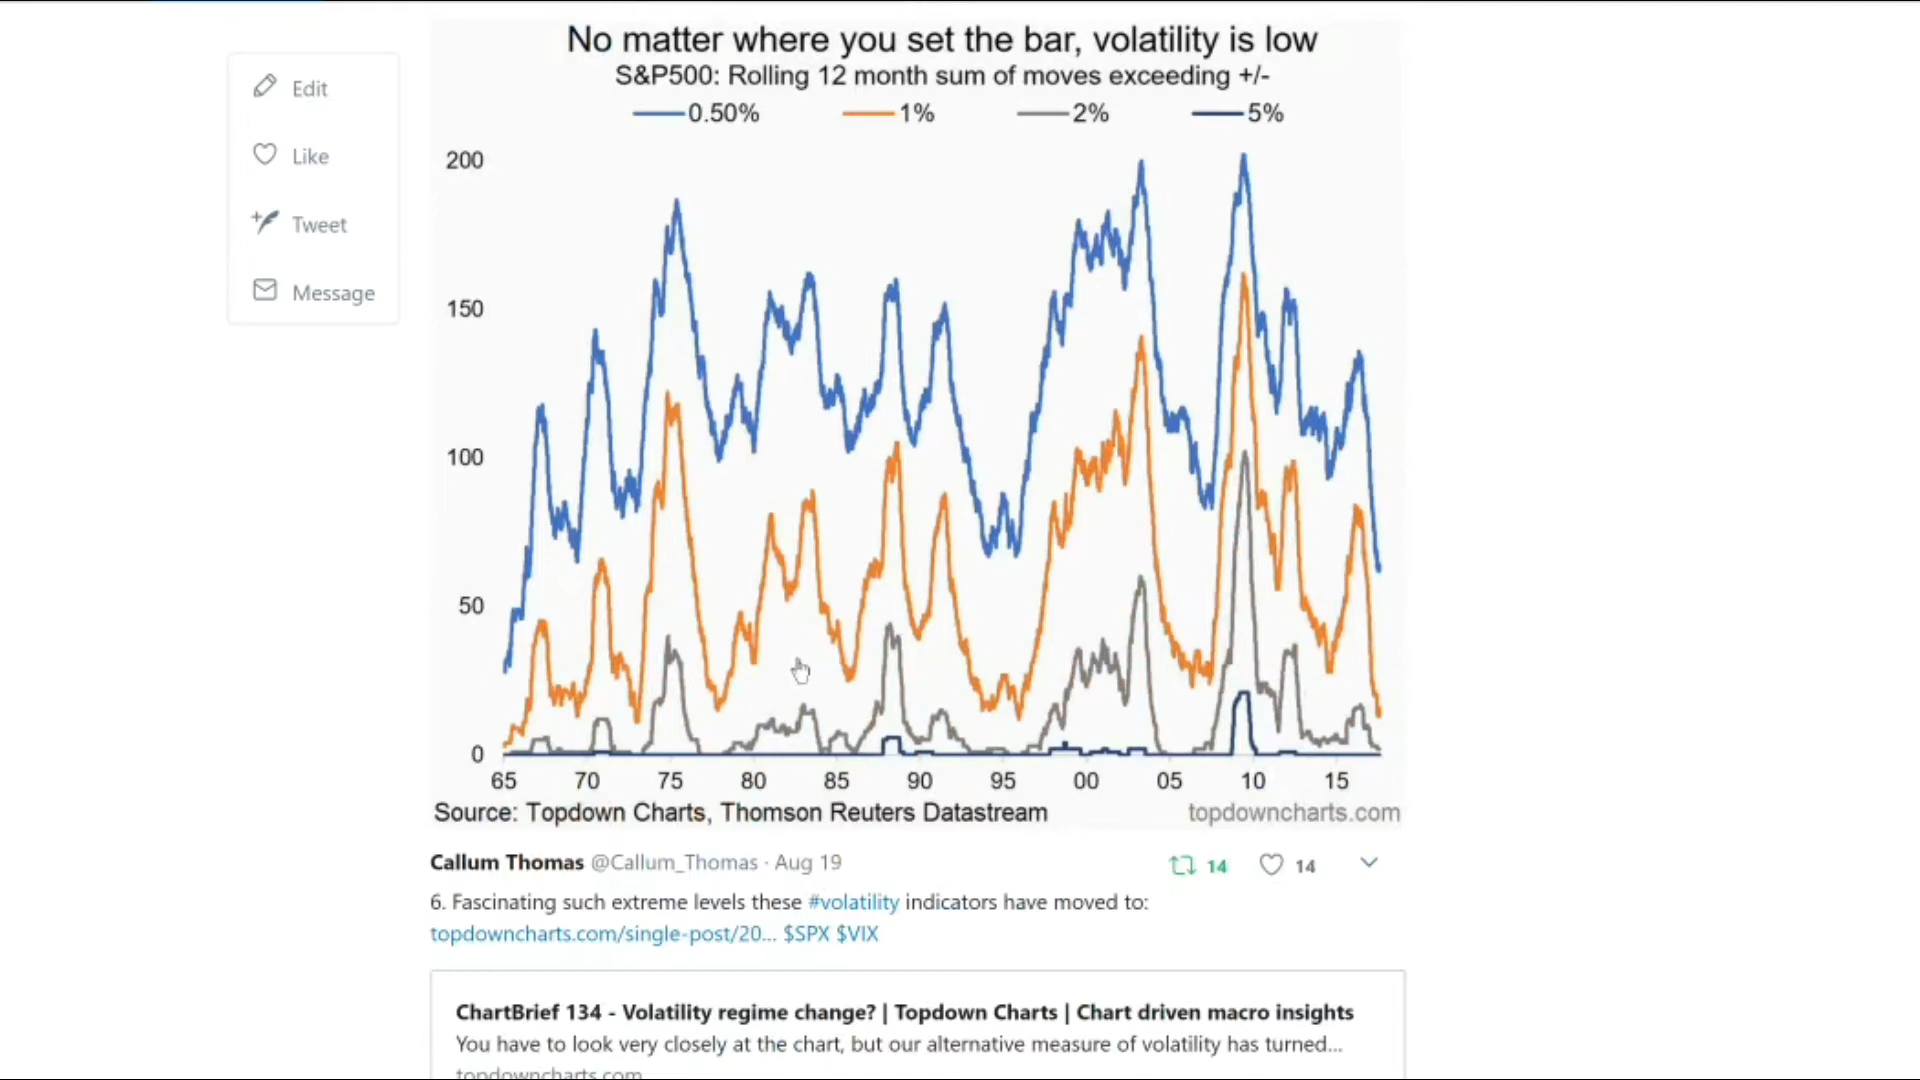 No matter where you set the bar, volatility is low
S&P500: Rolling 12 month sum of moves exceeding +/-
0.50% 1% 2% 5%
Edit
Like
Tweet
Message
200
150
100
50
0
65 70 75 80 85 90 95 00 05 10 15
Source: Topdown Charts, Thomson Reuters Datastream topdowncharts.com
Callum Thomas @Callum_Thomas · Aug 19 14 14
6. Fascinating such extreme levels these #volatility indicators have moved to:
topdowncharts.com/single-post/20... $SPX $VIX
ChartBrief 134 - Volatility regime change? | Topdown Charts | Chart driven macro insights
You have to look very closely at the chart, but our alternative measure of volatility has turned...
topdowncharts.com